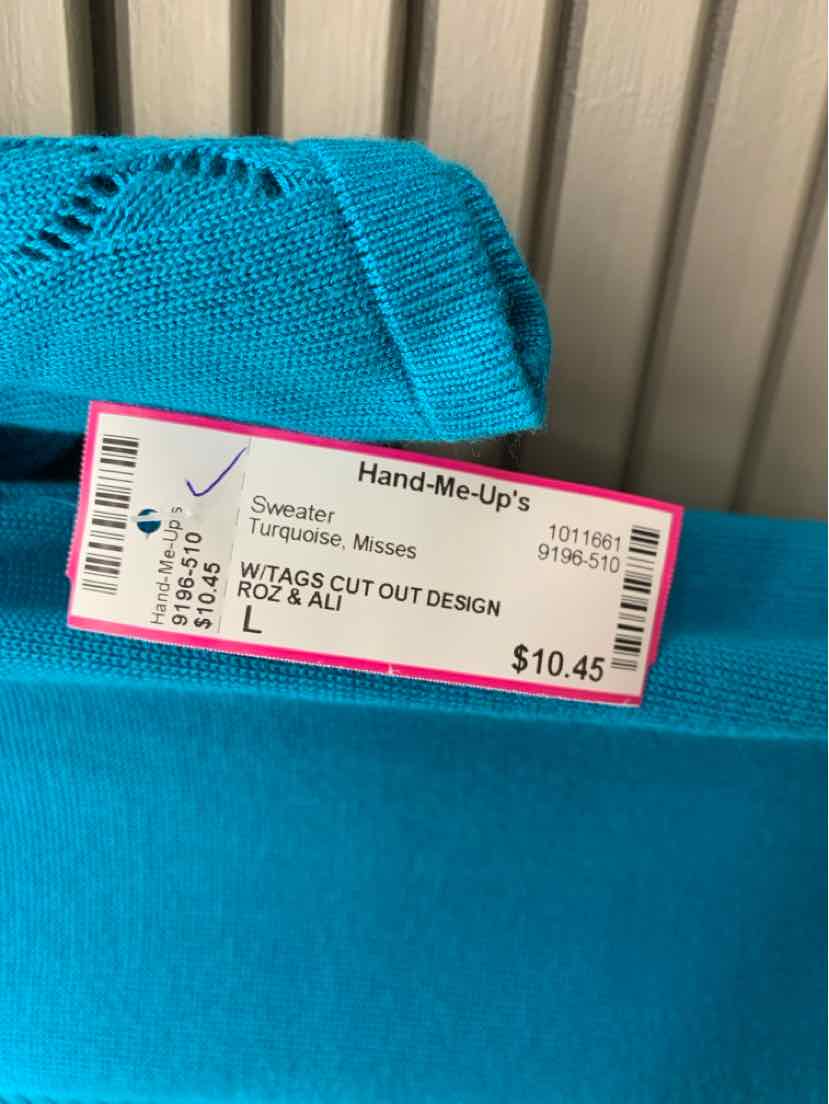 Hand-Me-Up's
9196-510
$10.45
Hand-Me-Up's
Sweater
Turquoise, Misses
1011661
9196-510
W/TAGS CUT OUT DESIGN
ROZ & ALI
L
$10.45